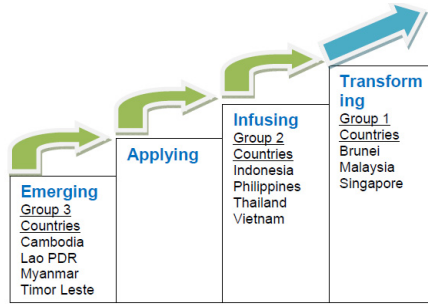 Emerging
Group 3
Countries
Cambodia
Lao PDR
Myanmar
Timor Leste
Applying
Infusing
Group 2
Countries
Indonesia
Philippines
Thailand
Vietnam
Transform
ing
Group 1
Countries
Brunei
Malaysia
Singapore